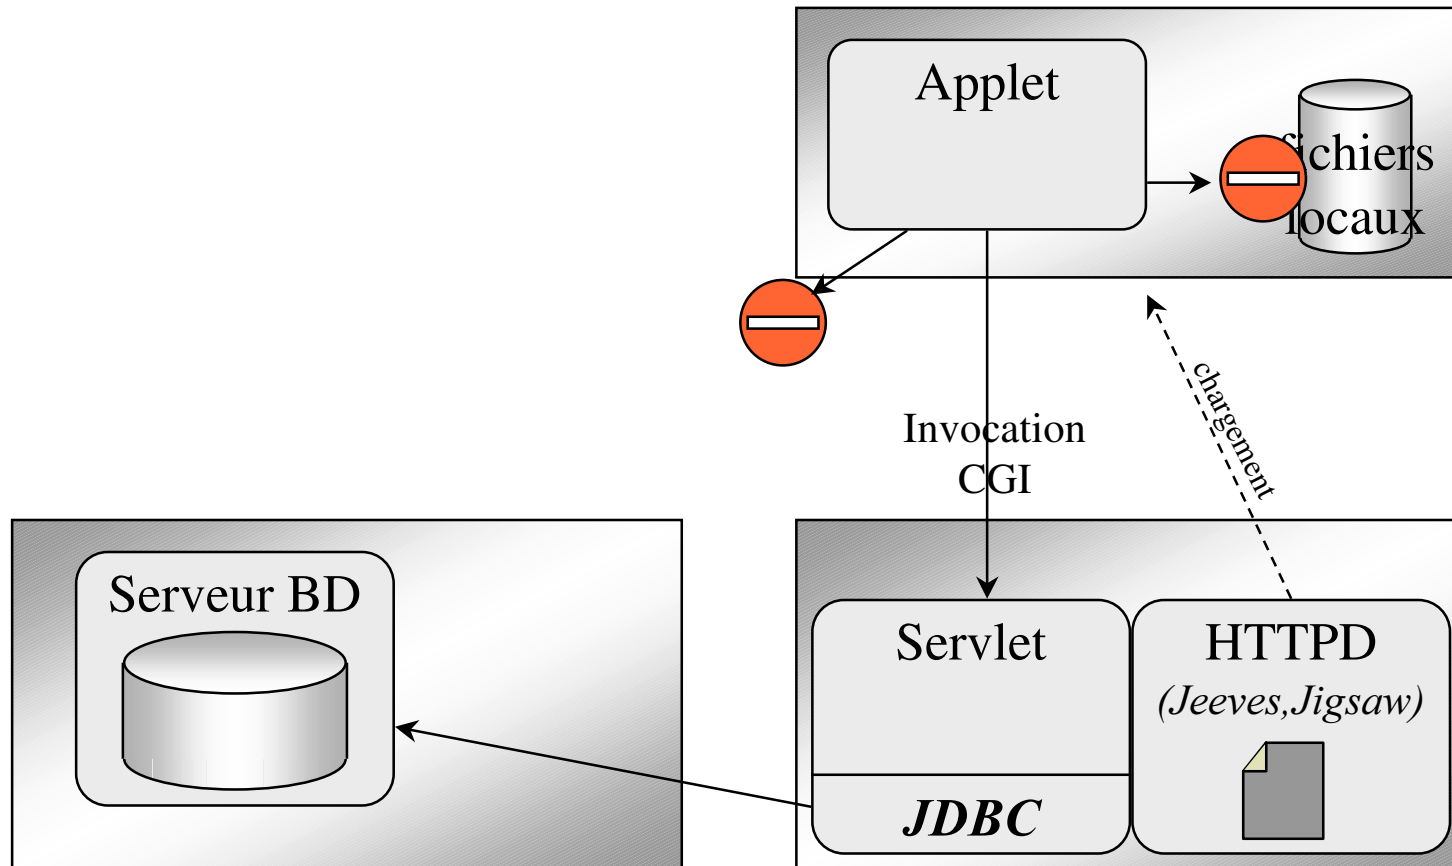 Applet
fichiers
locaux
chargement
Invocation
CGI
Serveur BD
Servlet
HTTPD
(Jeeves,Jigsaw)
JDBC